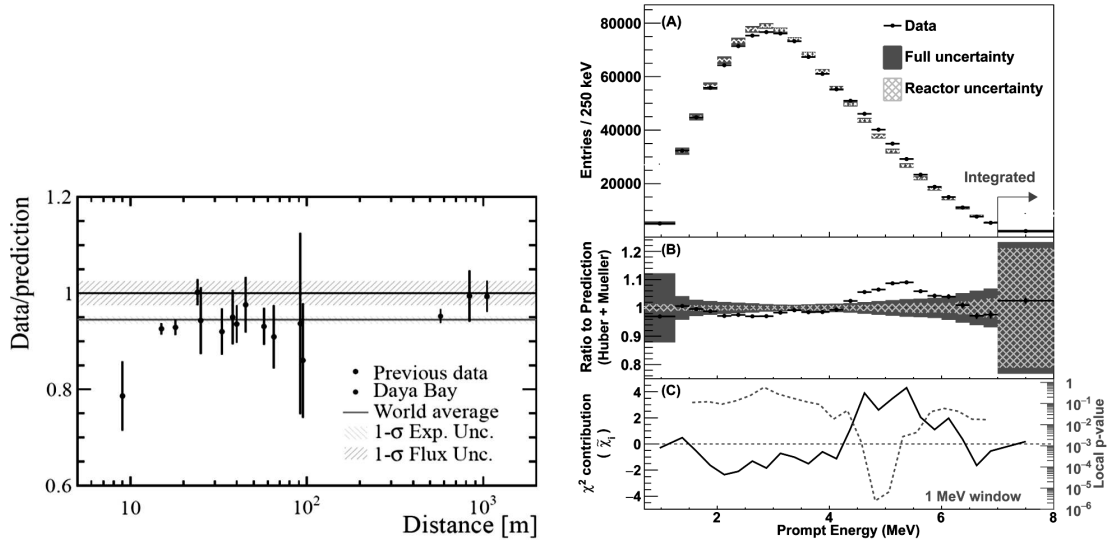 1.2
1
0.8
0.6
Data/prediction
Previous data
Daya Bay
World average
1-σ Exp. Unc.
1-σ Flux Unc.
10
10²
10³
Distance [m]
(A)
80000
60000
40000
20000
Entries / 250 keV
Data
Full uncertainty
Reactor uncertainty
Integrated
(B)
1.2
1.1
1.0
0.9
0.8
Ratio to Prediction
(Huber + Mueller)
(C)
4
2
0
−2
−4
χ² contribution
( χ̃ᵢ )
1
10⁻¹
10⁻²
10⁻³
10⁻⁴
10⁻⁵
10⁻⁶
Local p-value
1 MeV window
2
4
6
8
Prompt Energy (MeV)